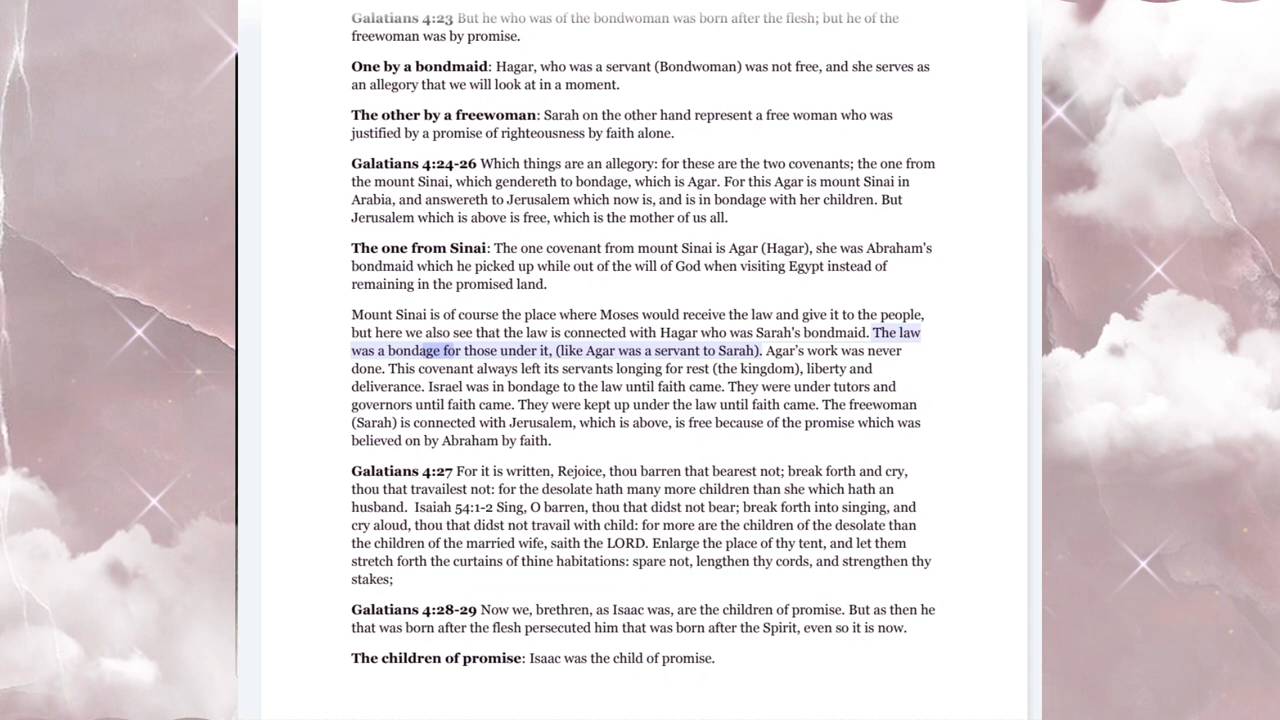 Galatians 4:23 But he who was of the bondwoman was born after the flesh; but he of the
freewoman was by promise.
One by a bondmaid: Hagar, who was a servant (Bondwoman) was not free, and she serves as
an allegory that we will look at in a moment.
The other by a freewoman: Sarah on the other hand represent a free woman who was
justified by a promise of righteousness by faith alone.
Galatians 4:24-26 Which things are an allegory: for these are the two covenants; the one from
the mount Sinai, which gendereth to bondage, which is Agar. For this Agar is mount Sinai in
Arabia, and answereth to Jerusalem which now is, and is in bondage with her children. But
Jerusalem which is above is free, which is the mother of us all.
The one from Sinai: The one covenant from mount Sinai is Agar (Hagar), she was Abraham's
bondmaid which he picked up while out of the will of God when visiting Egypt instead of
remaining in the promised land.
Mount Sinai is of course the place where Moses would receive the law and give it to the people,
but here we also see that the law is connected with Hagar who was Sarah's bondmaid. The law
was a bondage for those under it, (like Agar was a servant to Sarah). Agar's work was never
done. This covenant always left its servants longing for rest (the kingdom), liberty and
deliverance. Israel was in bondage to the law until faith came. They were under tutors and
governors until faith came. They were kept up under the law until faith came. The freewoman
(Sarah) is connected with Jerusalem, which is above, is free because of the promise which was
believed on by Abraham by faith.
Galatians 4:27 For it is written, Rejoice, thou barren that bearest not; break forth and cry,
thou that travailest not: for the desolate hath many more children than she which hath an
husband.  Isaiah 54:1-2 Sing, O barren, thou that didst not bear; break forth into singing, and
cry aloud, thou that didst not travail with child: for more are the children of the desolate than
the children of the married wife, saith the LORD. Enlarge the place of thy tent, and let them
stretch forth the curtains of thine habitations: spare not, lengthen thy cords, and strengthen thy
stakes;
Galatians 4:28-29 Now we, brethren, as Isaac was, are the children of promise. But as then he
that was born after the flesh persecuted him that was born after the Spirit, even so it is now.
The children of promise: Isaac was the child of promise.